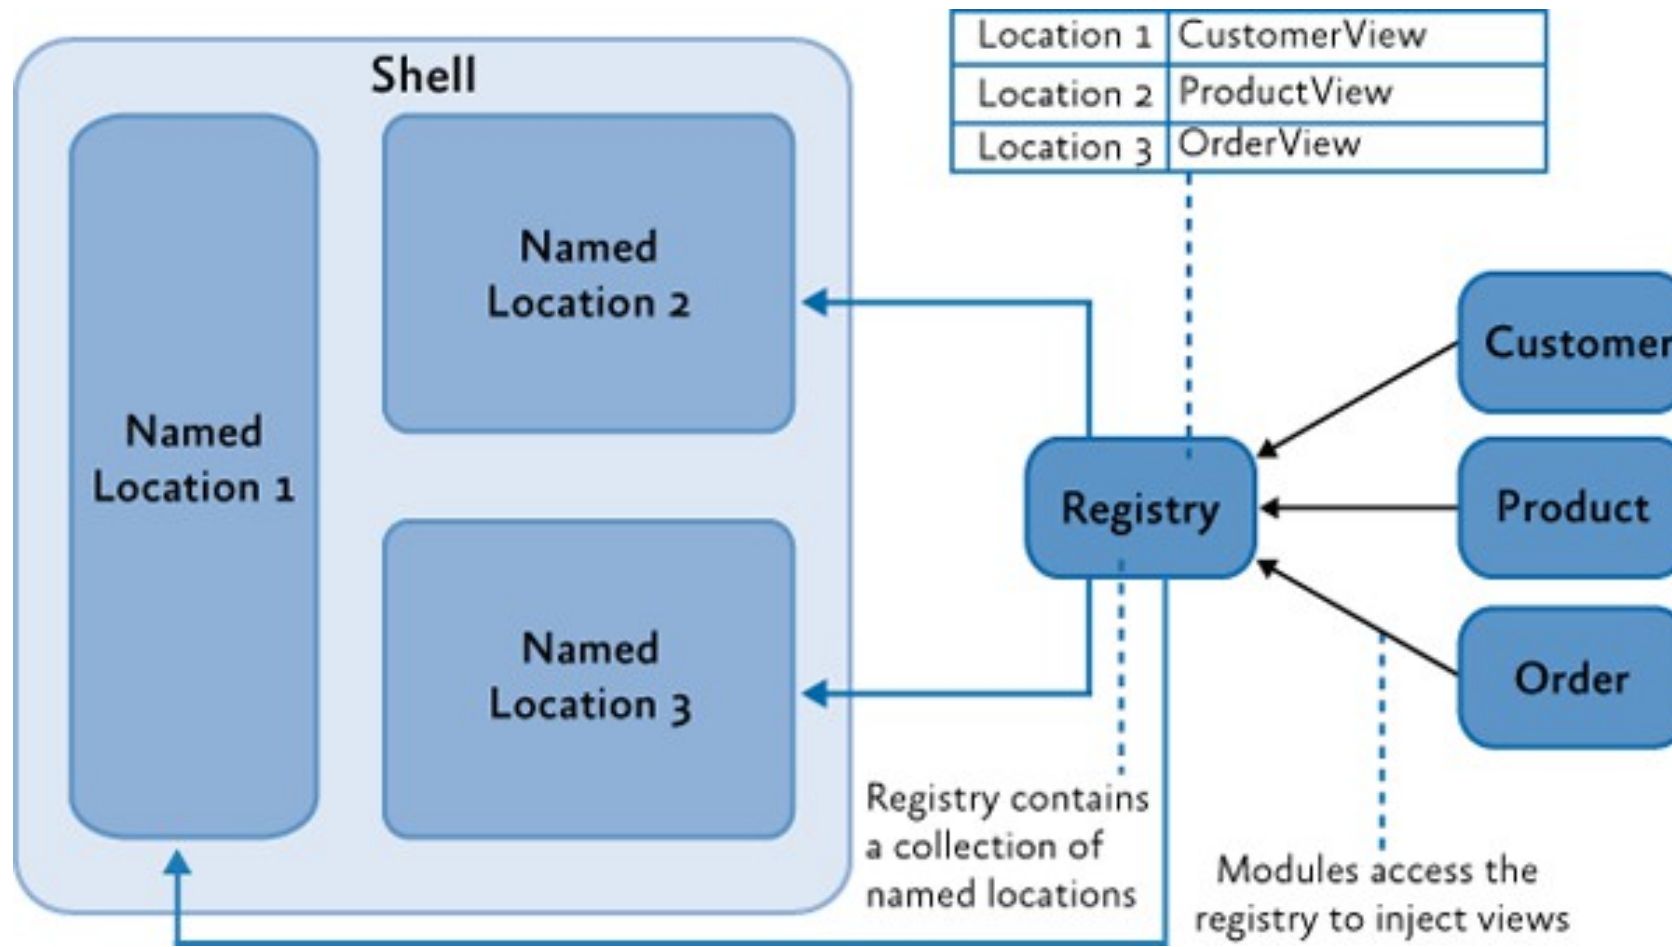 Shell
Named
Location 1
Named
Location 2
Named
Location 3
Location 1 CustomerView
Location 2 ProductView
Location 3 OrderView
Registry
Customer
Product
Order
Registry contains
a collection of
named locations
Modules access the
registry to inject views